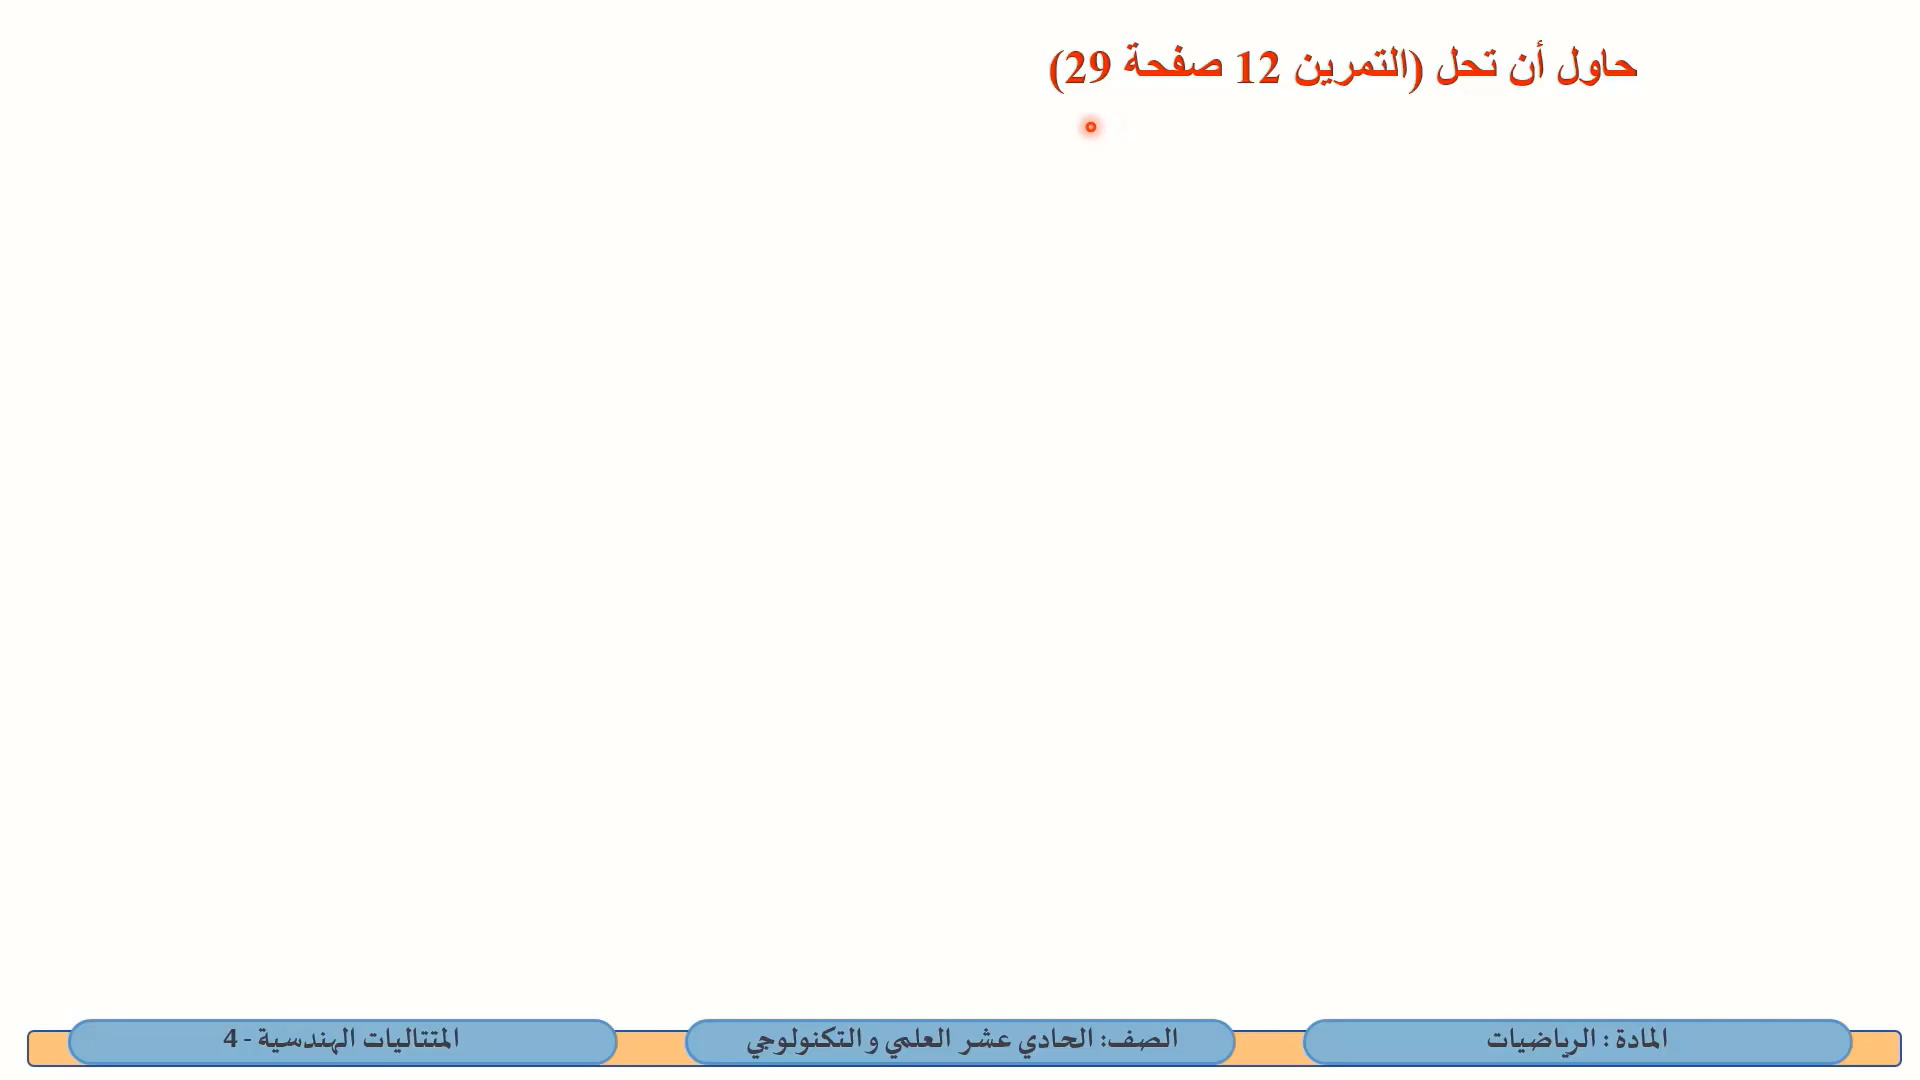 حاول أن تحل (التمرين 12 صفحة 29)
المادة : الرياضيات
الصف: الحادي عشر العلمي و التكنولوجي
المتتاليات الهندسية - 4